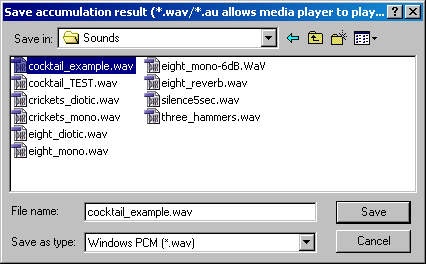 Save accumulation result (*.wav/*.au allows media player to play...
Save in: Sounds
cocktail_example.wav
cocktail_TEST.wav
crickets_diotic.wav
crickets_mono.wav
eight_diotic.wav
eight_mono.wav
eight_mono-6dB.WaV
eight_reverb.wav
silence5sec.wav
three_hammers.wav
File name: cocktail_example.wav Save
Save as type: Windows PCM (*.wav) Cancel